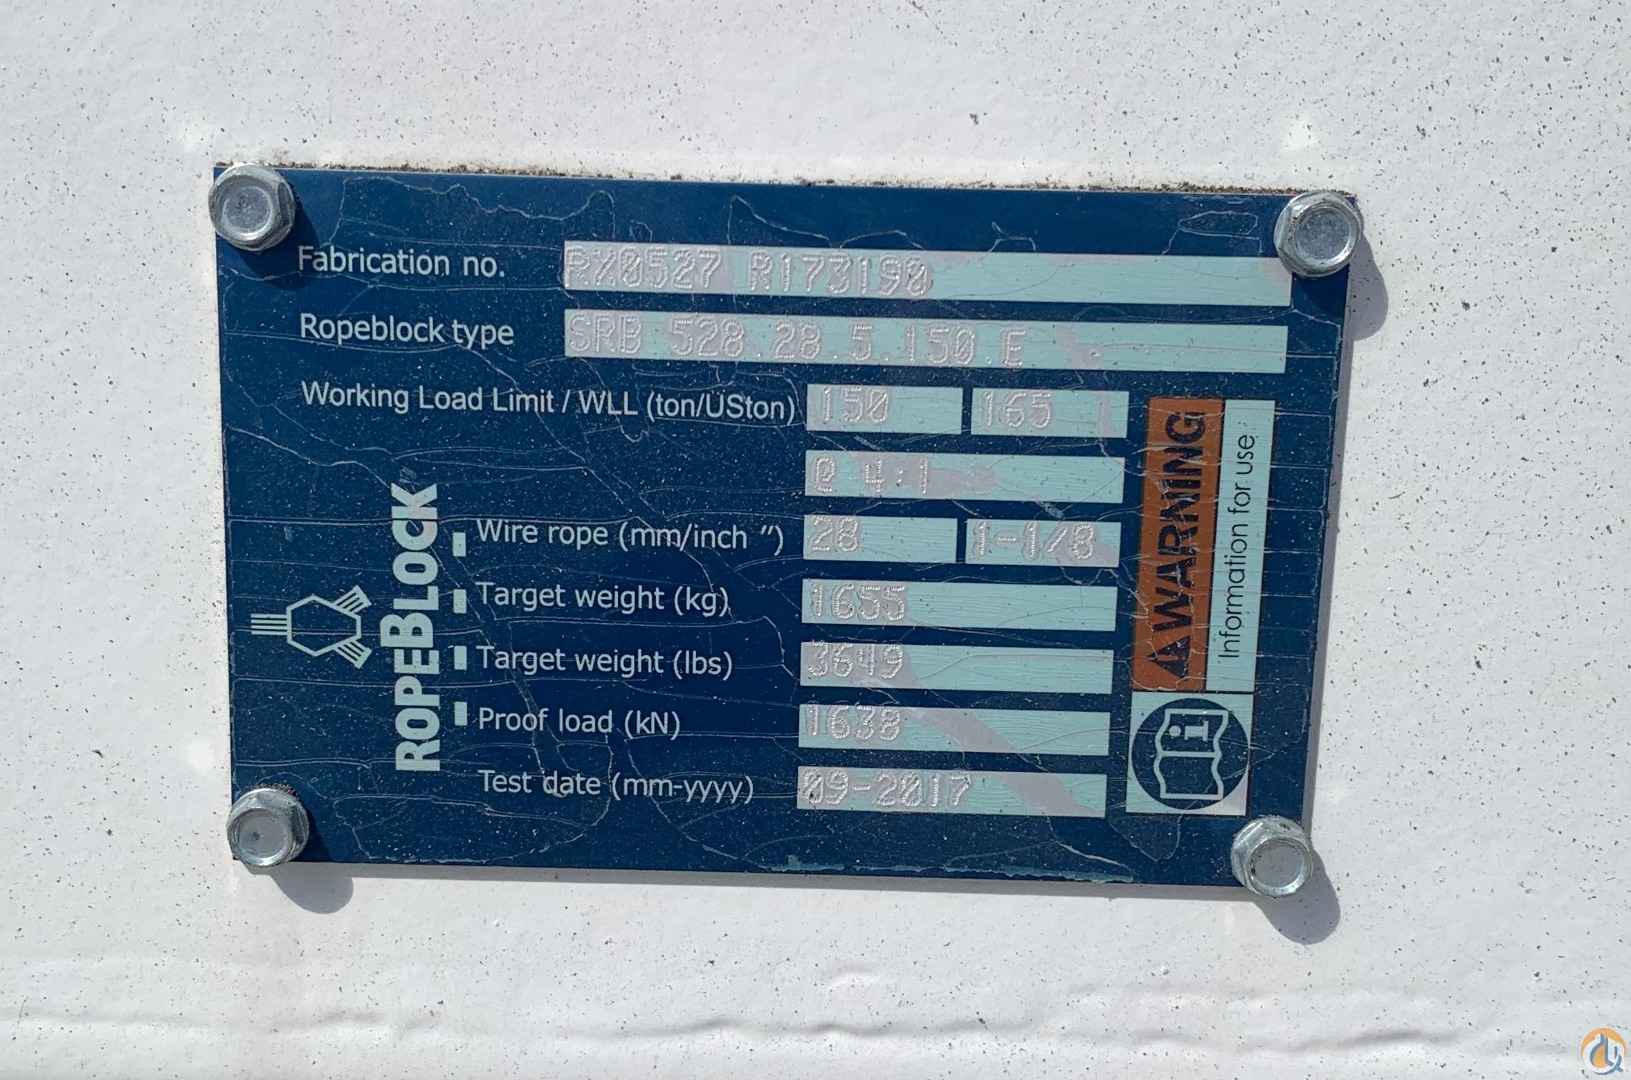 Fabrication no. RX0527 R173190
Ropeblock type SRB 528.28.5.150.E
Working Load Limit / WLL (ton/USton) 150 165
@ 4:1
Wire rope (mm/inch ") 28 1-1/8
Target weight (kg) 1655
Target weight (lbs) 3649
Proof load (kN) 1638
Test date (mm-yyyy) 09-2017
ROPEBLOCK
WARNING
Information for use
i